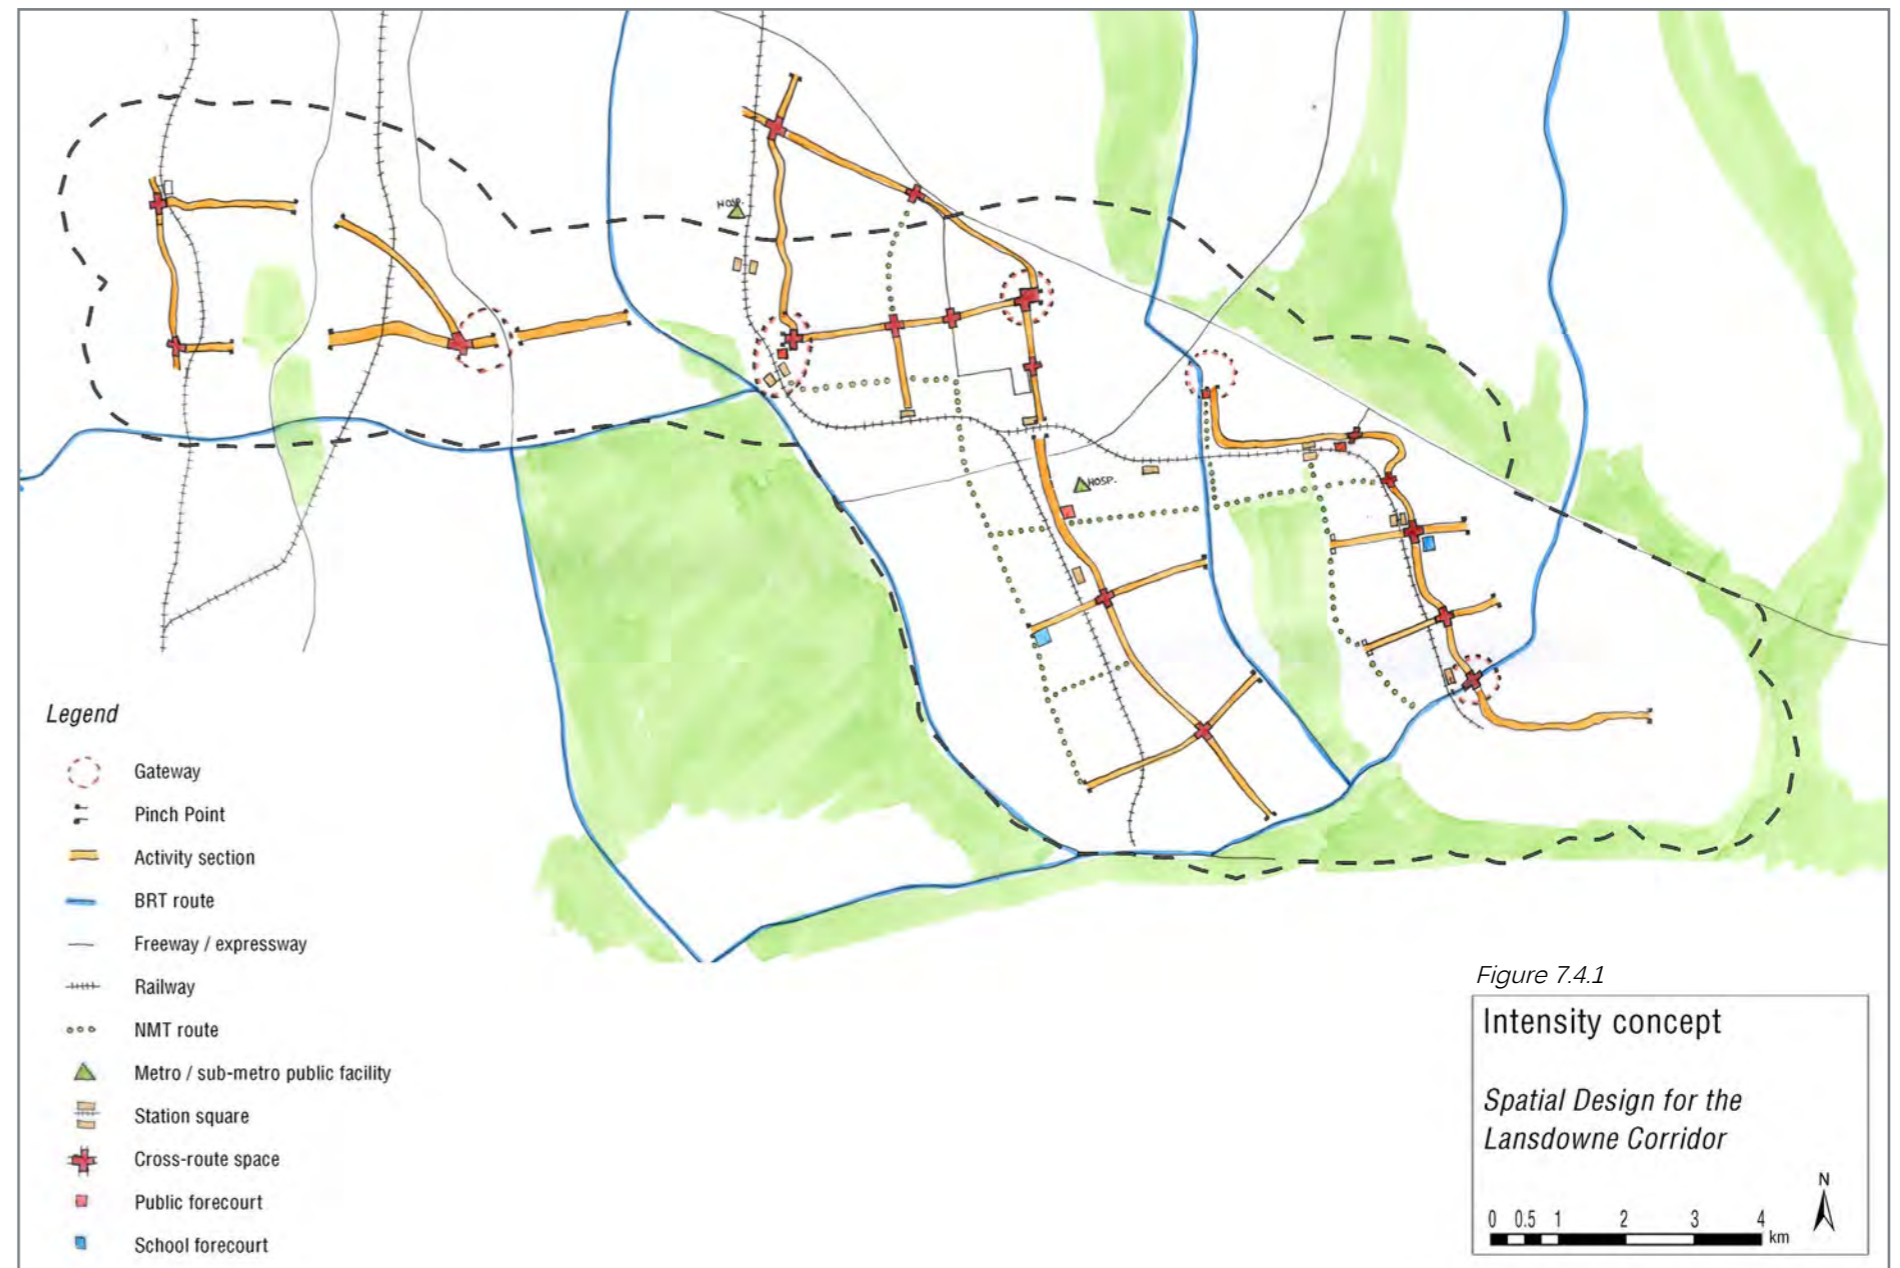 HOSP.
HOSP.
Legend
Gateway
Pinch Point
Activity section
BRT route
Freeway / expressway
Railway
NMT route
Metro / sub-metro public facility
Station square
Cross-route space
Public forecourt
School forecourt
Figure 7.4.1
Intensity concept
Spatial Design for the
Lansdowne Corridor
N
0 0.5 1 2 3 4
km